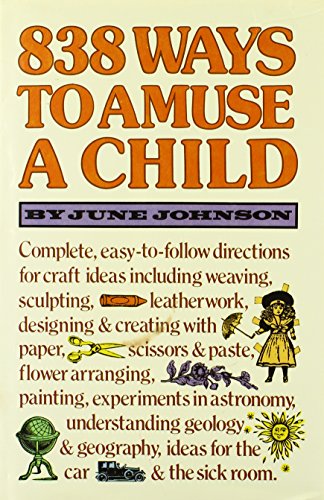 838 WAYS
TO AMUSE
A CHILD
BY JUNE JOHNSON
Complete, easy-to-follow directions
for craft ideas including weaving,
sculpting, leatherwork,
designing & creating with
paper, scissors & paste,
flower arranging,
painting, experiments in astronomy,
understanding geology
& geography, ideas for the
car & the sick room.